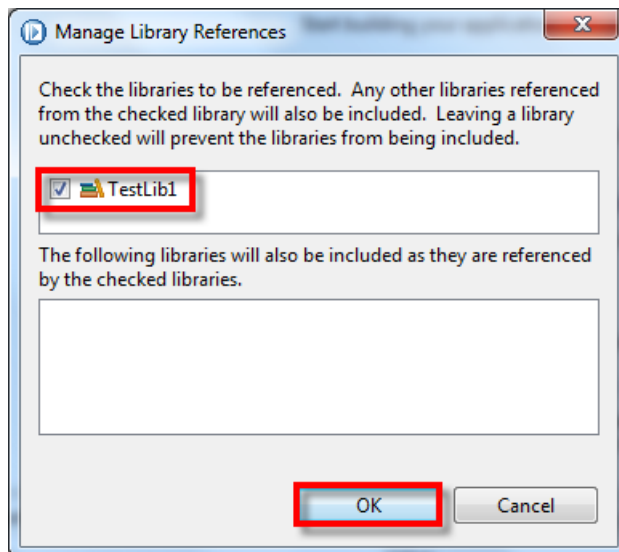 Manage Library References
Check the libraries to be referenced. Any other libraries referenced
from the checked library will also be included. Leaving a library
unchecked will prevent the libraries from being included.
TestLib1
The following libraries will also be included as they are referenced
by the checked libraries.
OK
Cancel